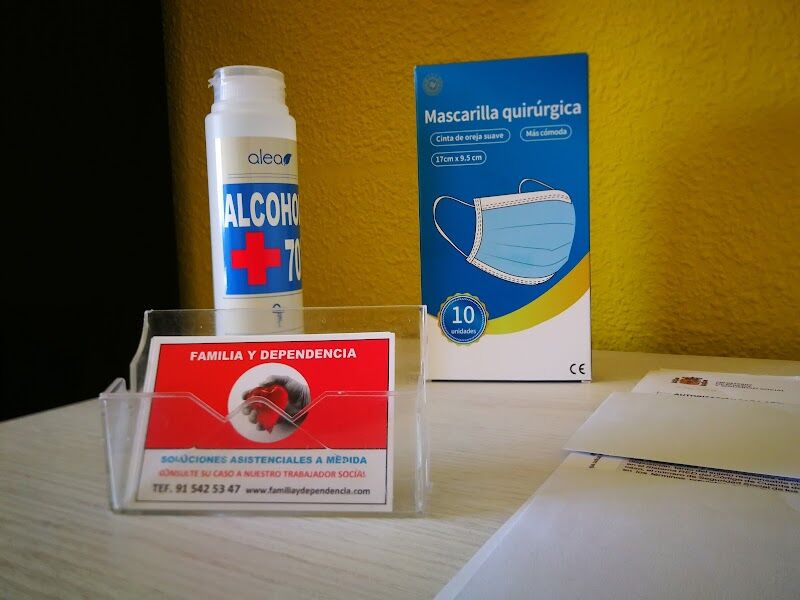 alea
ALCOHO
70
Mascarilla quirúrgica
Cinta de oreja suave
Más cómoda
17cm x 9.5 cm
10
unidades
CE
FAMILIA Y DEPENDENCIA
SOLUCIONES ASISTENCIALES A MEDIDA
CONSULTE SU CASO A NUESTRO TRABAJADOR SOCIAL
TEF. 91 542 53 47 www.familiaydependencia.com